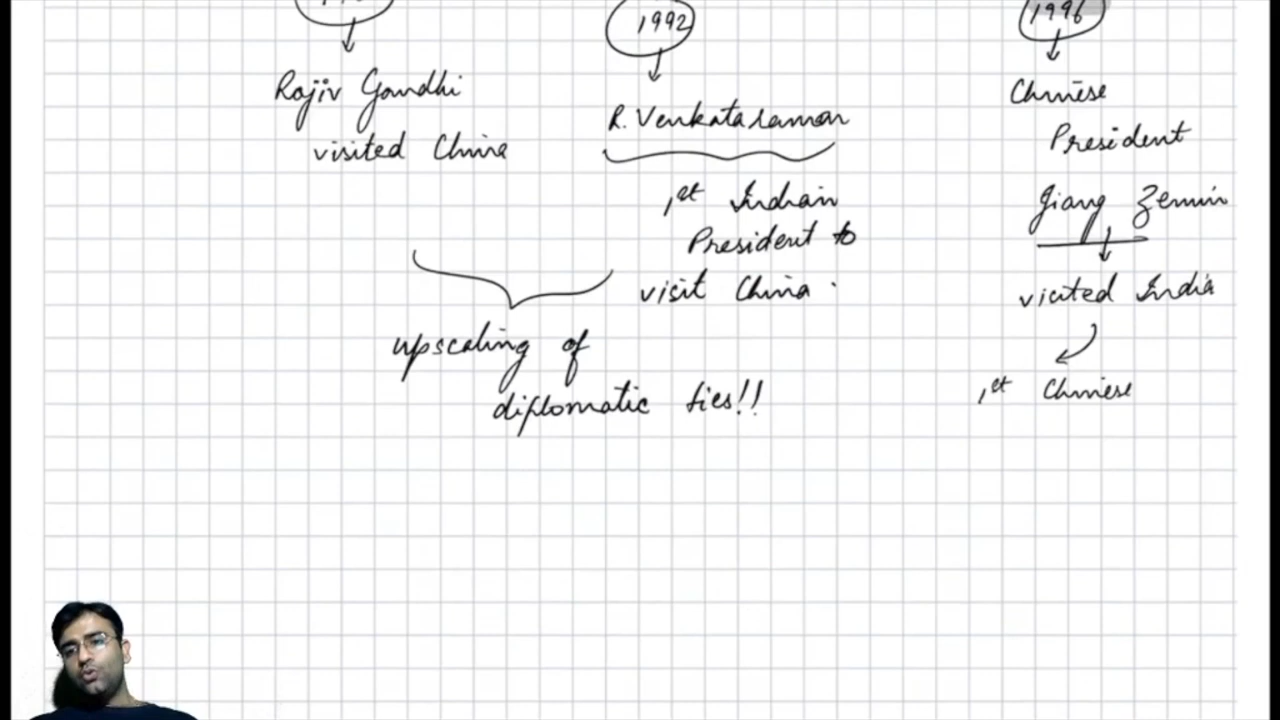 1992
1996
Rajiv Gandhi
visited China
R. Venkataraman
1st Indian
President to
visit China.
upscaling of
diplomatic ties!!
Chinese
President
Jiang Zemin
visited India
1st Chinese